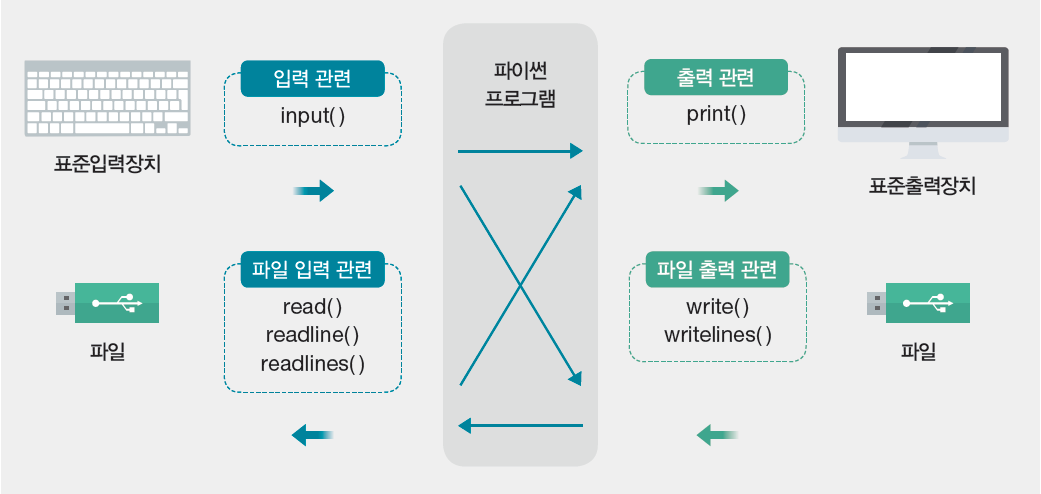 입력 관련
input( )
표준입력장치
파이썬
프로그램
출력 관련
print( )
표준출력장치
파일 입력 관련
read( )
readline( )
readlines( )
파일
파일 출력 관련
write( )
writelines( )
파일